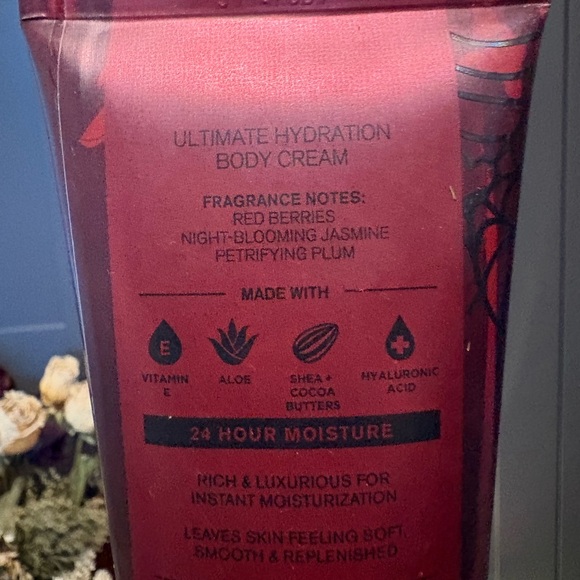 ULTIMATE HYDRATION
BODY CREAM
FRAGRANCE NOTES:
RED BERRIES
NIGHT-BLOOMING JASMINE
PETRIFYING PLUM
MADE WITH
E
VITAMIN
E
ALOE
SHEA +
COCOA
BUTTERS
HYALURONIC
ACID
24 HOUR MOISTURE
RICH & LUXURIOUS FOR
INSTANT MOISTURIZATION
LEAVES SKIN FEELING SOFT,
SMOOTH & REPLENISHED